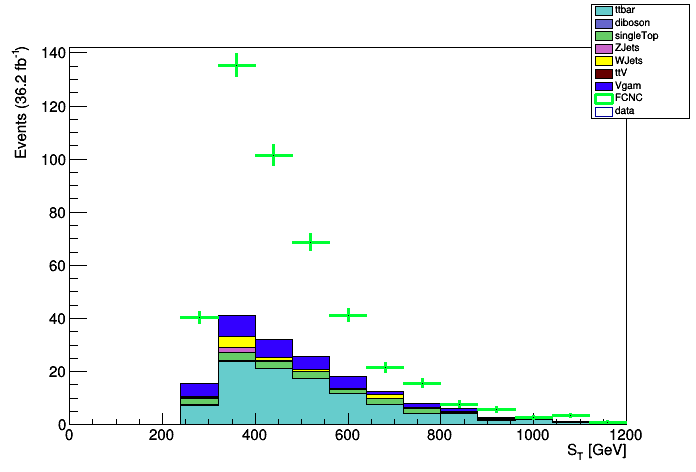 ttbar
diboson
singleTop
ZJets
WJets
ttV
Vgam
FCNC
data
Events (36.2 fb⁻¹)
140
120
100
80
60
40
20
0
0 200 400 600 800 1000 1200
S_T [GeV]